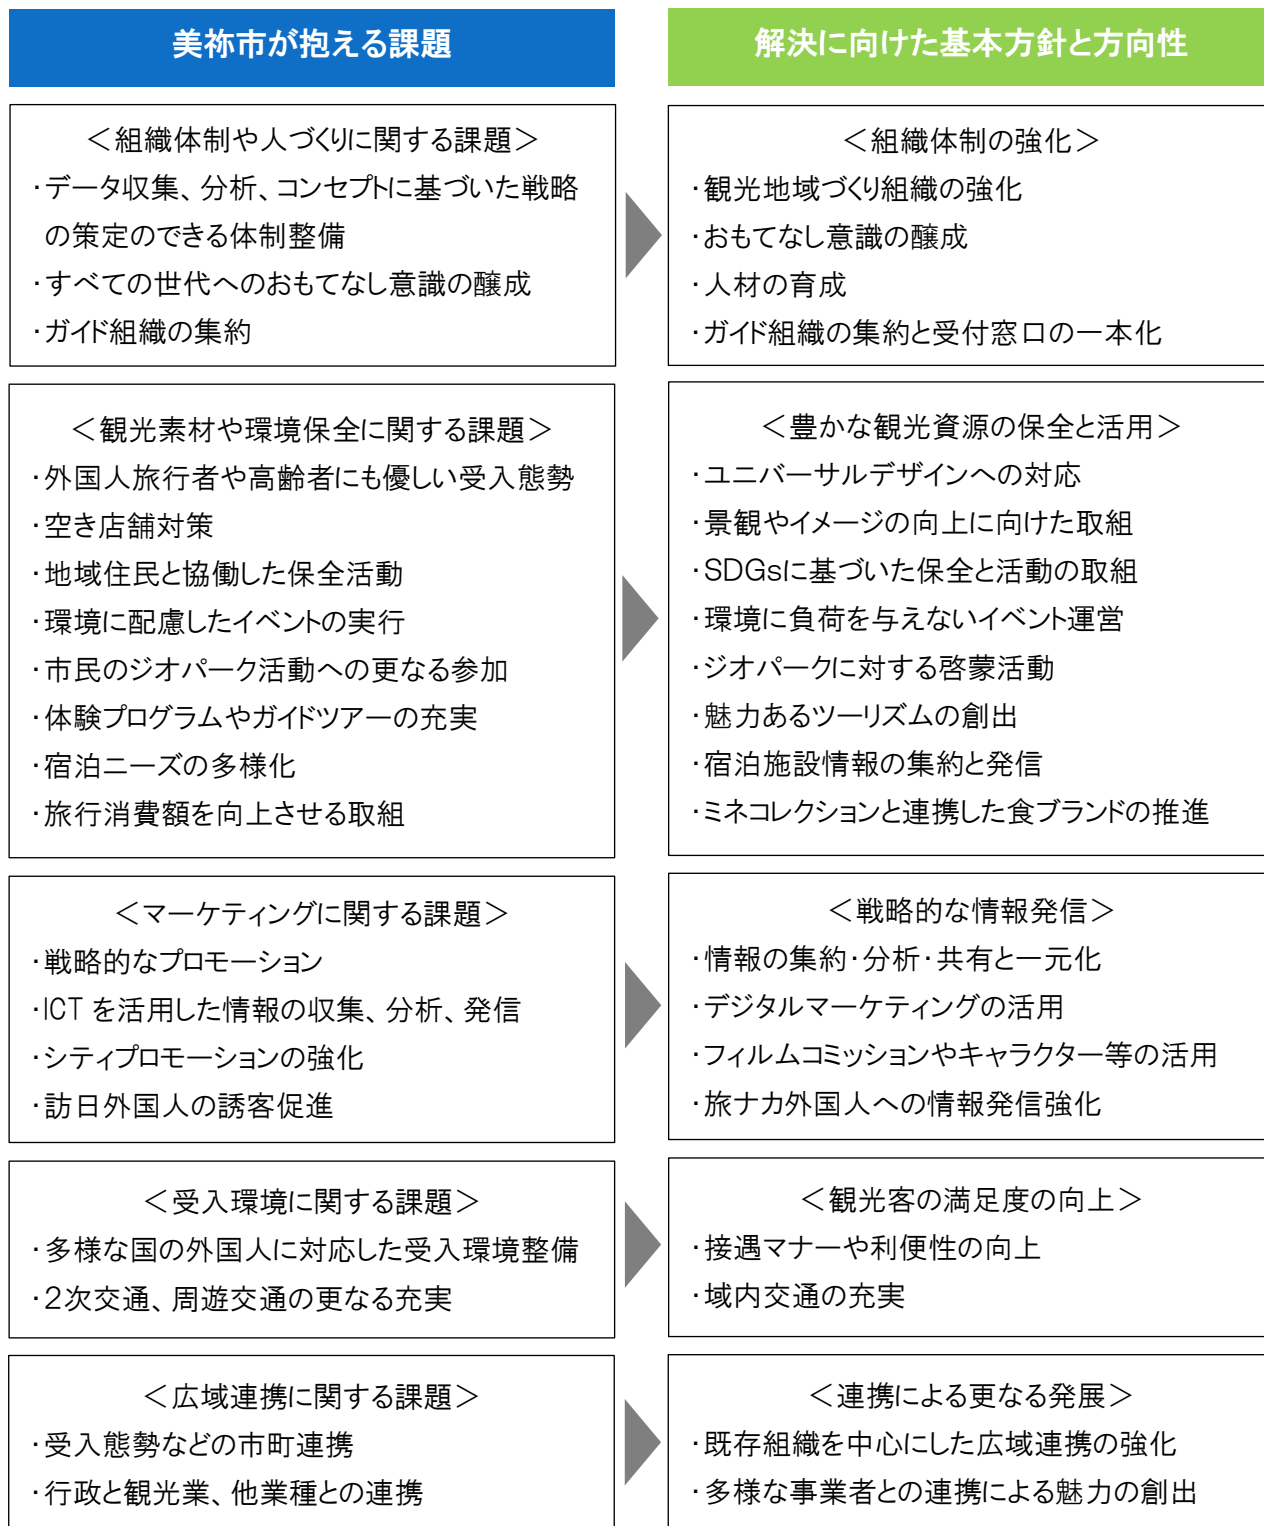 美祢市が抱える課題
解決に向けた基本方針と方向性
＜組織体制や人づくりに関する課題＞
・データ収集、分析、コンセプトに基づいた戦略
の策定のできる体制整備
・すべての世代へのおもてなし意識の醸成
・ガイド組織の集約
＜組織体制の強化＞
・観光地域づくり組織の強化
・おもてなし意識の醸成
・人材の育成
・ガイド組織の集約と受付窓口の一本化
＜観光素材や環境保全に関する課題＞
・外国人旅行者や高齢者にも優しい受入態勢
・空き店舗対策
・地域住民と協働した保全活動
・環境に配慮したイベントの実行
・市民のジオパーク活動への更なる参加
・体験プログラムやガイドツアーの充実
・宿泊ニーズの多様化
・旅行消費額を向上させる取組
＜豊かな観光資源の保全と活用＞
・ユニバーサルデザインへの対応
・景観やイメージの向上に向けた取組
・SDGsに基づいた保全と活動の取組
・環境に負荷を与えないイベント運営
・ジオパークに対する啓蒙活動
・魅力あるツーリズムの創出
・宿泊施設情報の集約と発信
・ミネコレクションと連携した食ブランドの推進
＜マーケティングに関する課題＞
・戦略的なプロモーション
・ICT を活用した情報の収集、分析、発信
・シティプロモーションの強化
・訪日外国人の誘客促進
＜戦略的な情報発信＞
・情報の集約・分析・共有と一元化
・デジタルマーケティングの活用
・フィルムコミッションやキャラクター等の活用
・旅ナカ外国人への情報発信強化
＜受入環境に関する課題＞
・多様な国の外国人に対応した受入環境整備
・２次交通、周遊交通の更なる充実
＜観光客の満足度の向上＞
・接遇マナーや利便性の向上
・域内交通の充実
＜広域連携に関する課題＞
・受入態勢などの市町連携
・行政と観光業、他業種との連携
＜連携による更なる発展＞
・既存組織を中心にした広域連携の強化
・多様な事業者との連携による魅力の創出